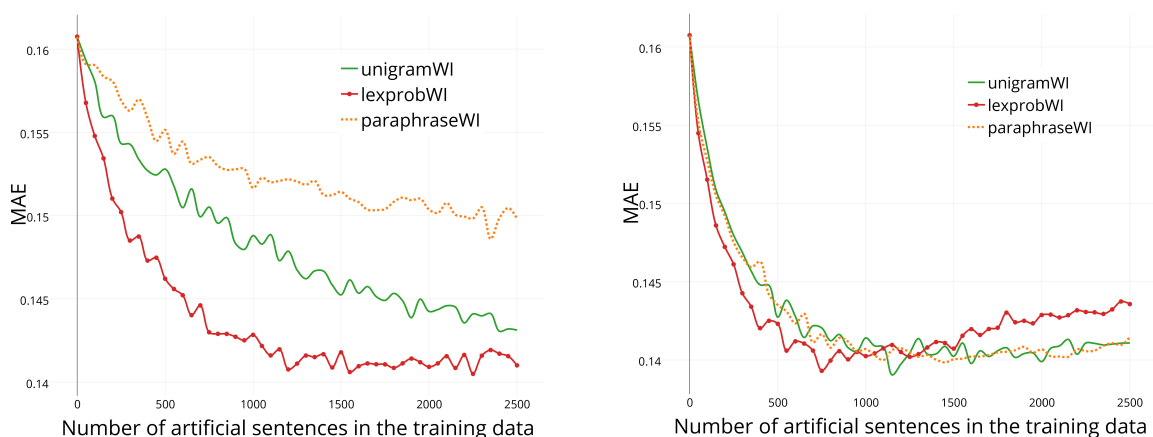 0.16
0.155
0.15
0.145
0.14
MAE
unigramWI
lexprobWI
paraphraseWI
0 500 1000 1500 2000 2500
Number of artificial sentences in the training data
0.16
0.155
0.15
0.145
0.14
MAE
unigramWI
lexprobWI
paraphraseWI
0 500 1000 1500 2000 2500
Number of artificial sentences in the training data